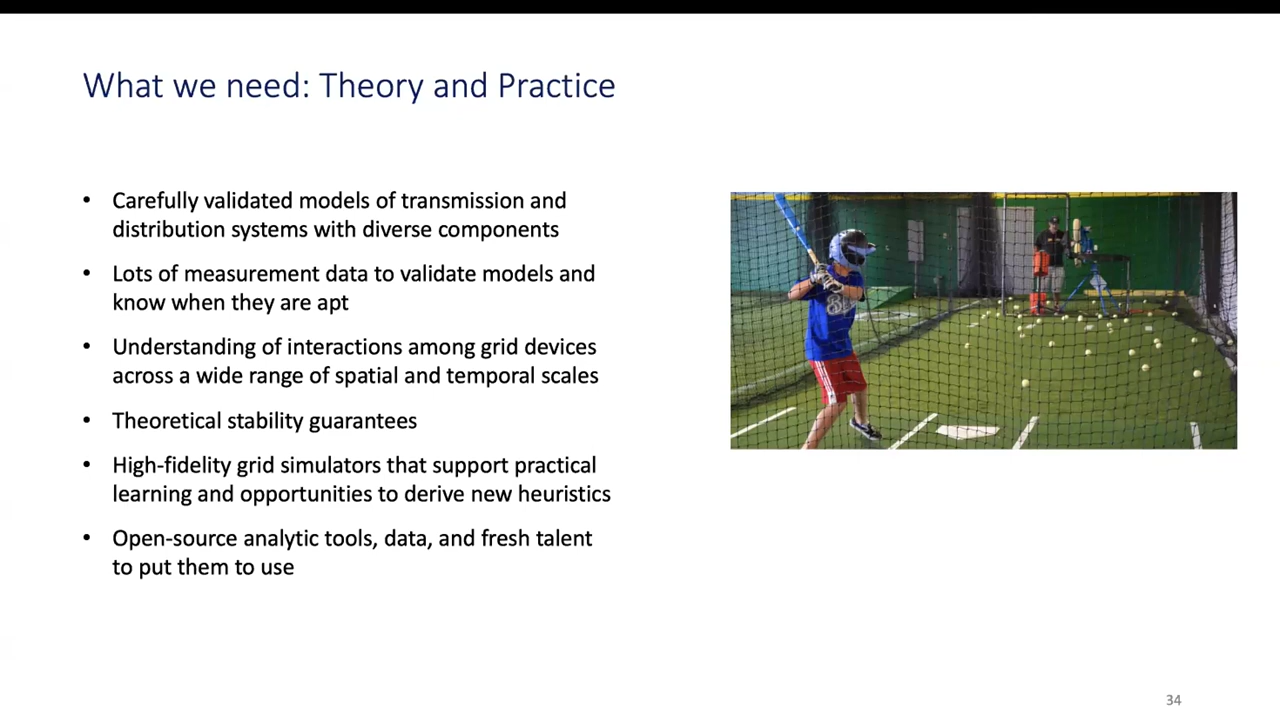 What we need: Theory and Practice
• Carefully validated models of transmission and
distribution systems with diverse components
• Lots of measurement data to validate models and
know when they are apt
• Understanding of interactions among grid devices
across a wide range of spatial and temporal scales
• Theoretical stability guarantees
• High-fidelity grid simulators that support practical
learning and opportunities to derive new heuristics
• Open-source analytic tools, data, and fresh talent
to put them to use
34